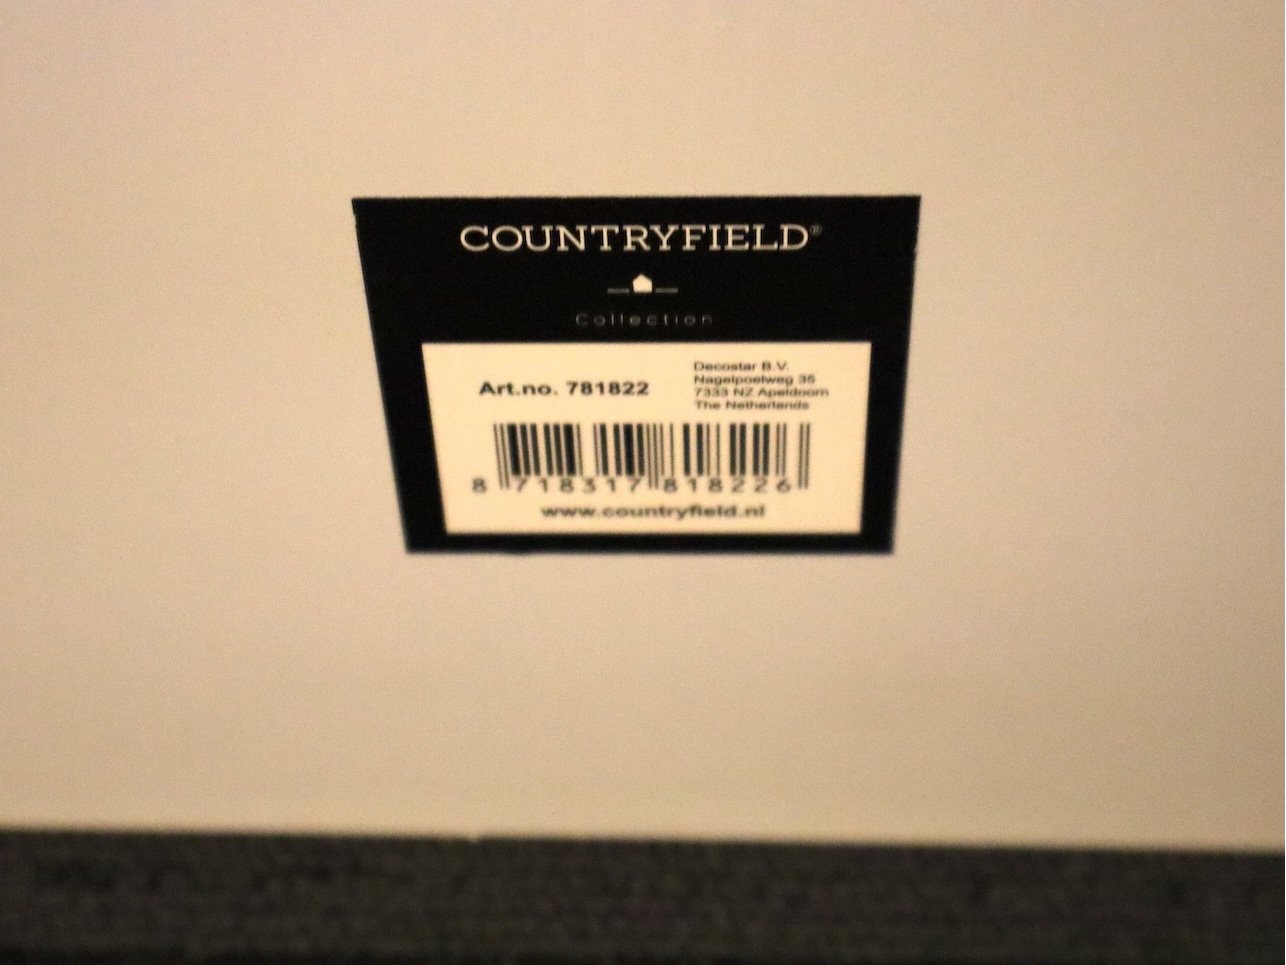 COUNTRYFIELD®
Collection
Art.no. 781822
Decostar B.V.
Nagelpoelweg 35
7333 NZ Apeldoorn
The Netherlands
8 718317 818226
www.countryfield.nl